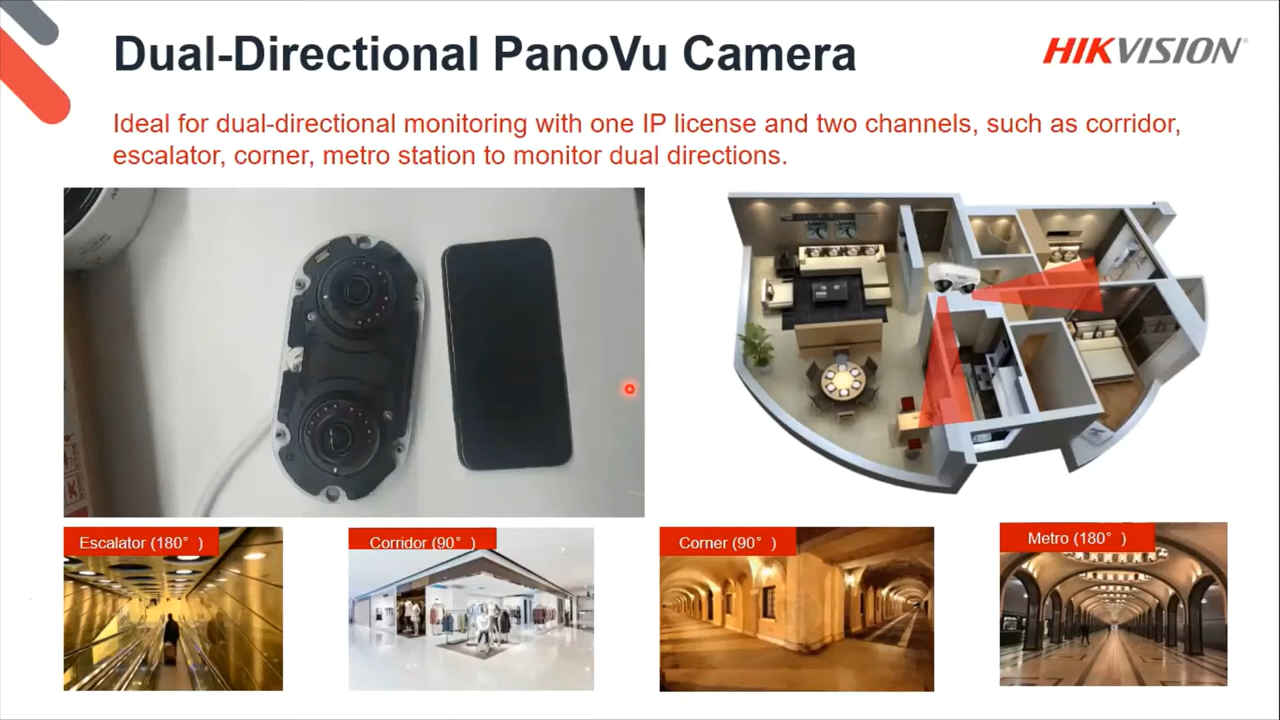 Dual-Directional PanoVu Camera
HIKVISION®
Ideal for dual-directional monitoring with one IP license and two channels, such as corridor,
escalator, corner, metro station to monitor dual directions.
Escalator (180° )
Corridor (90° )
Corner (90° )
Metro (180° )